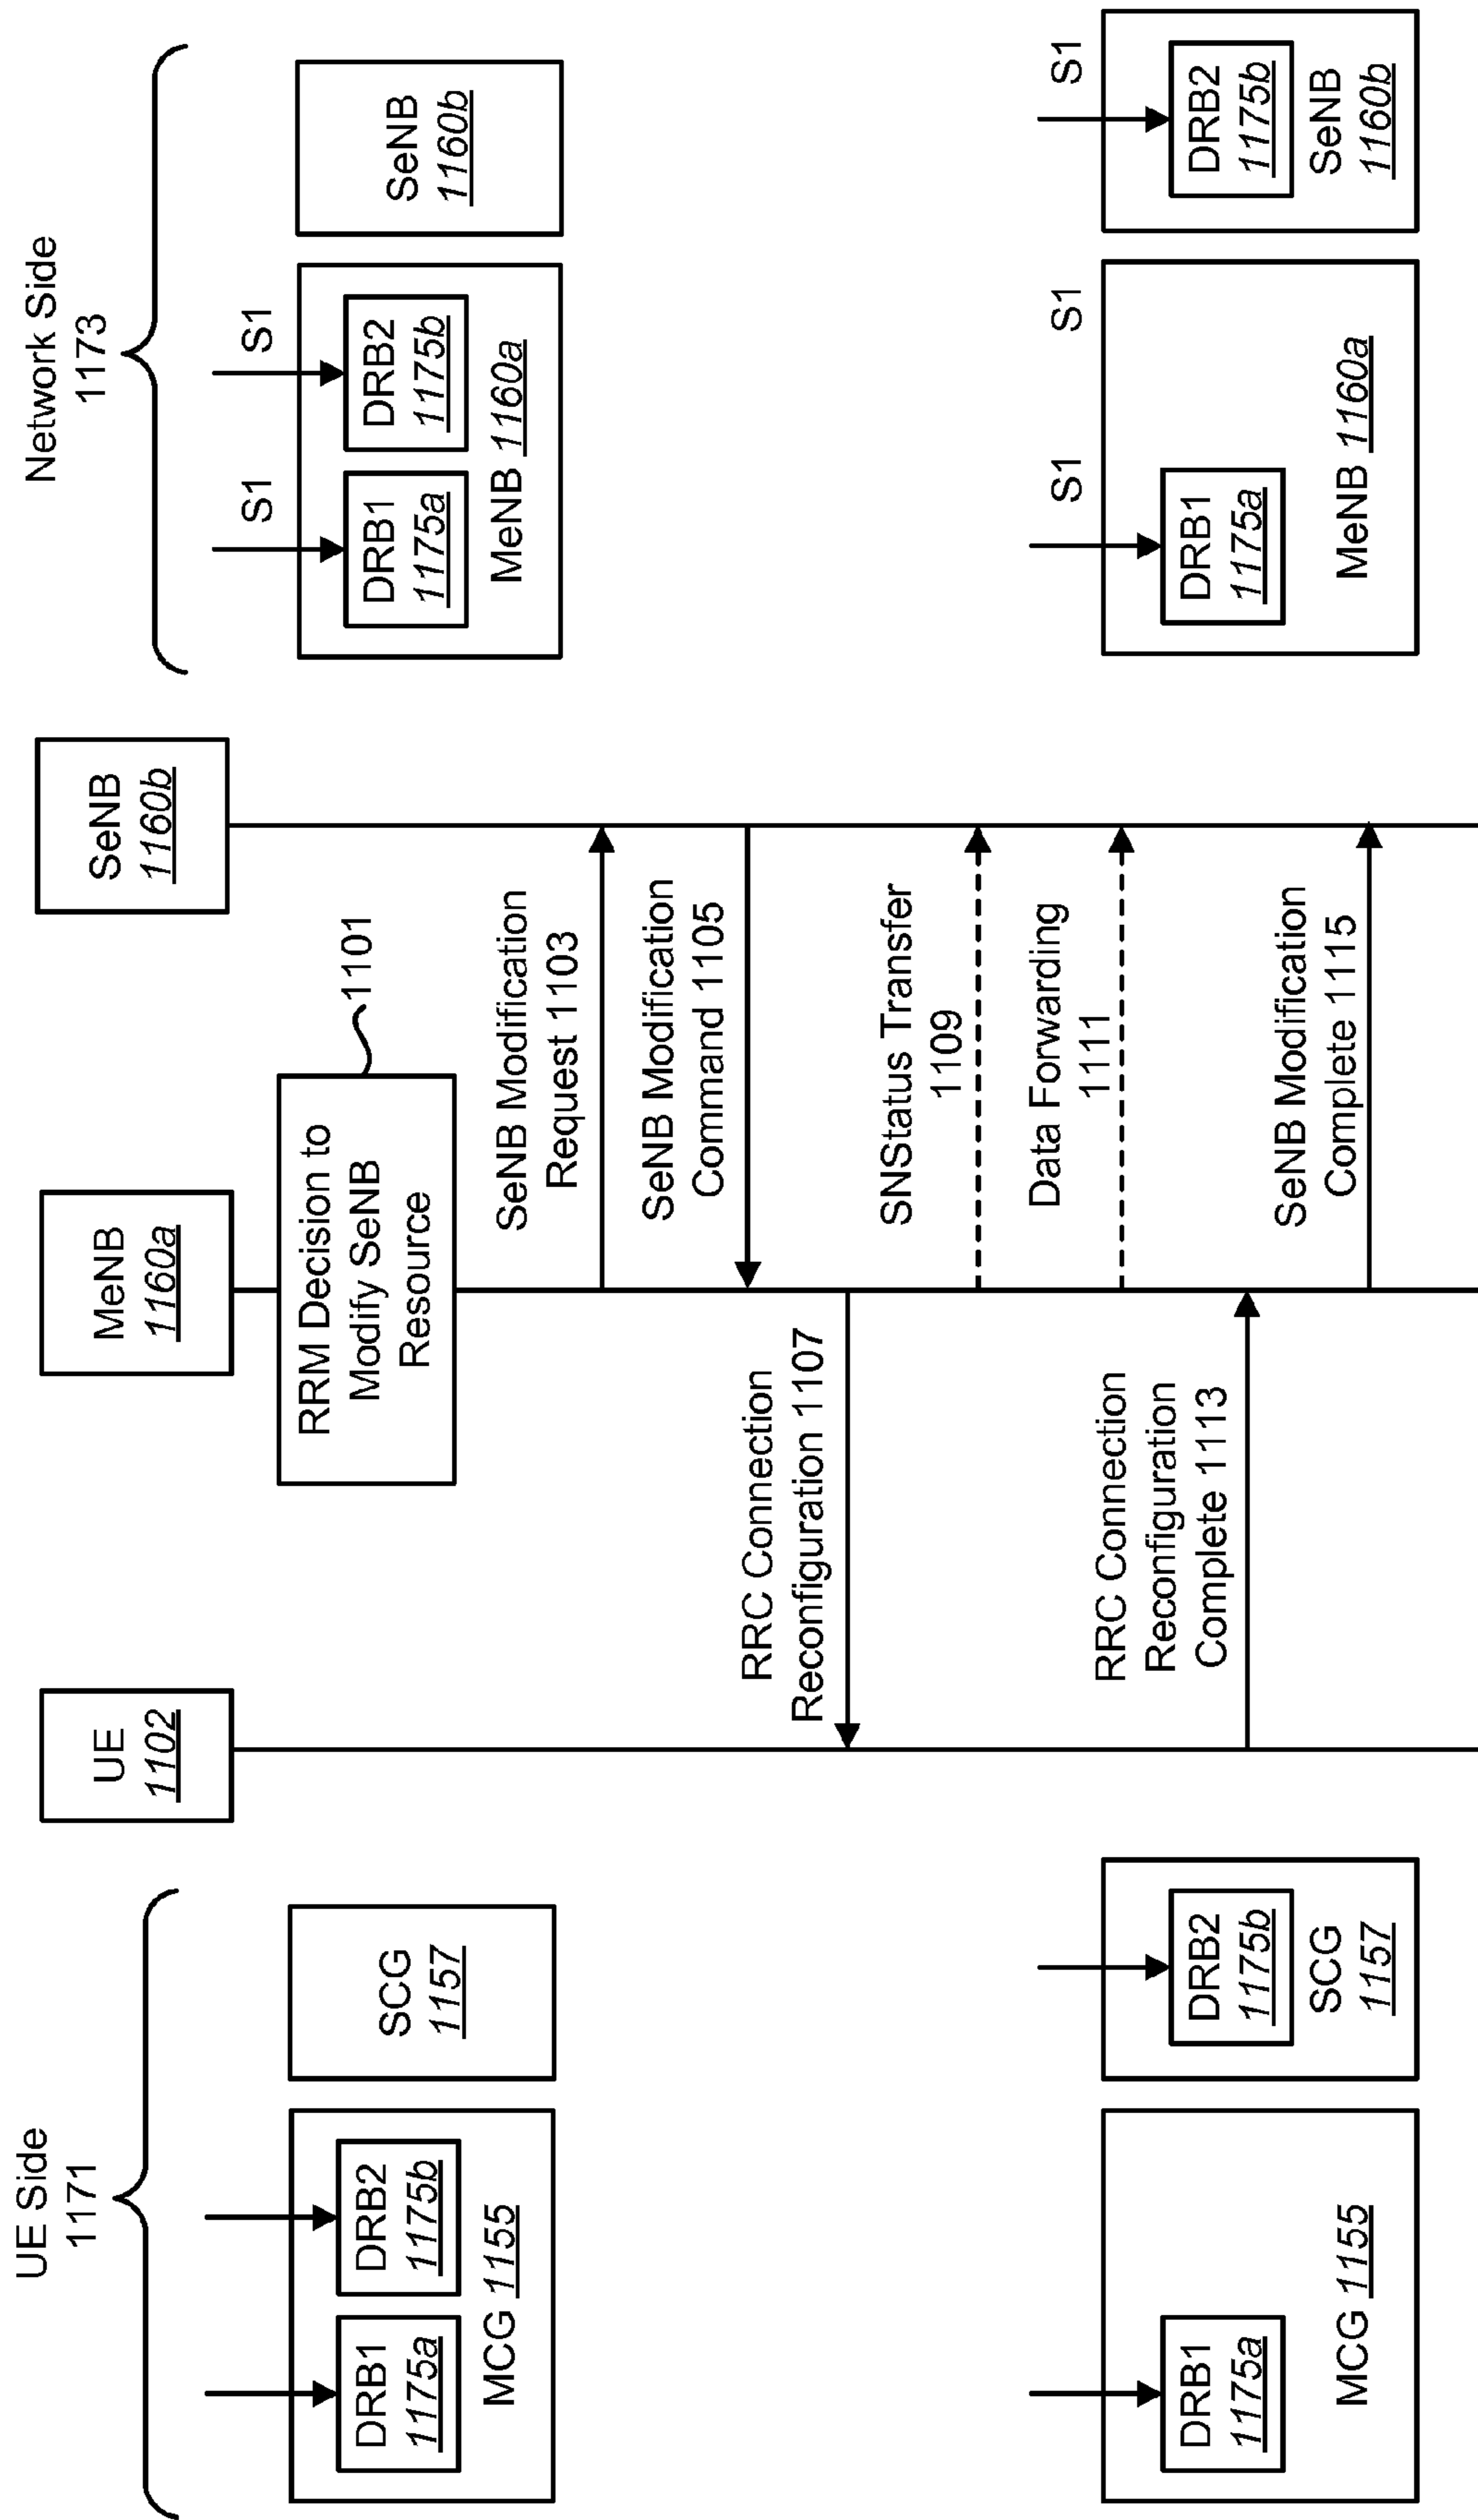 UE Side
1171
DRB1
1175a
DRB2
1175b
MCG 1155
SCG
1157
DRB1
1175a
MCG 1155
DRB2
1175b
SCG
1157
UE
1102
MeNB
1160a
SeNB
1160b
RRM Decision to
Modify SeNB
Resource
1101
SeNB Modification
Request 1103
SeNB Modification
Command 1105
RRC Connection
Reconfiguration 1107
SNStatus Transfer
1109
Data Forwarding
1111
RRC Connection
Reconfiguration
Complete 1113
SeNB Modification
Complete 1115
Network Side
1173
S1
S1
DRB1
1175a
DRB2
1175b
MeNB 1160a
SeNB
1160b
S1
S1
S1
DRB1
1175a
MeNB 1160a
DRB2
1175b
SeNB
1160b